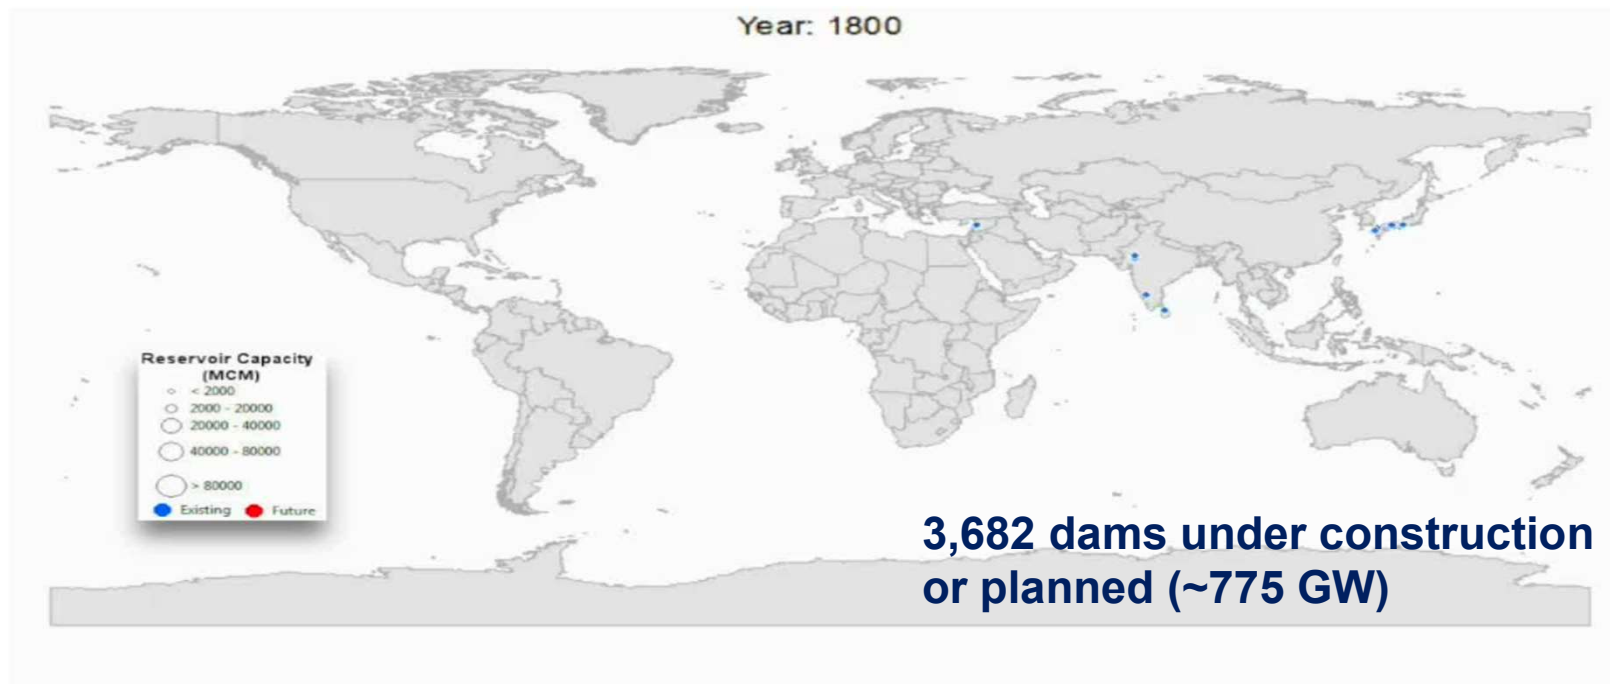 Year: 1800
Reservoir Capacity
(MCM)
< 2000
2000 - 20000
20000 - 40000
40000 - 80000
> 80000
Existing Future
3,682 dams under construction
or planned (~775 GW)